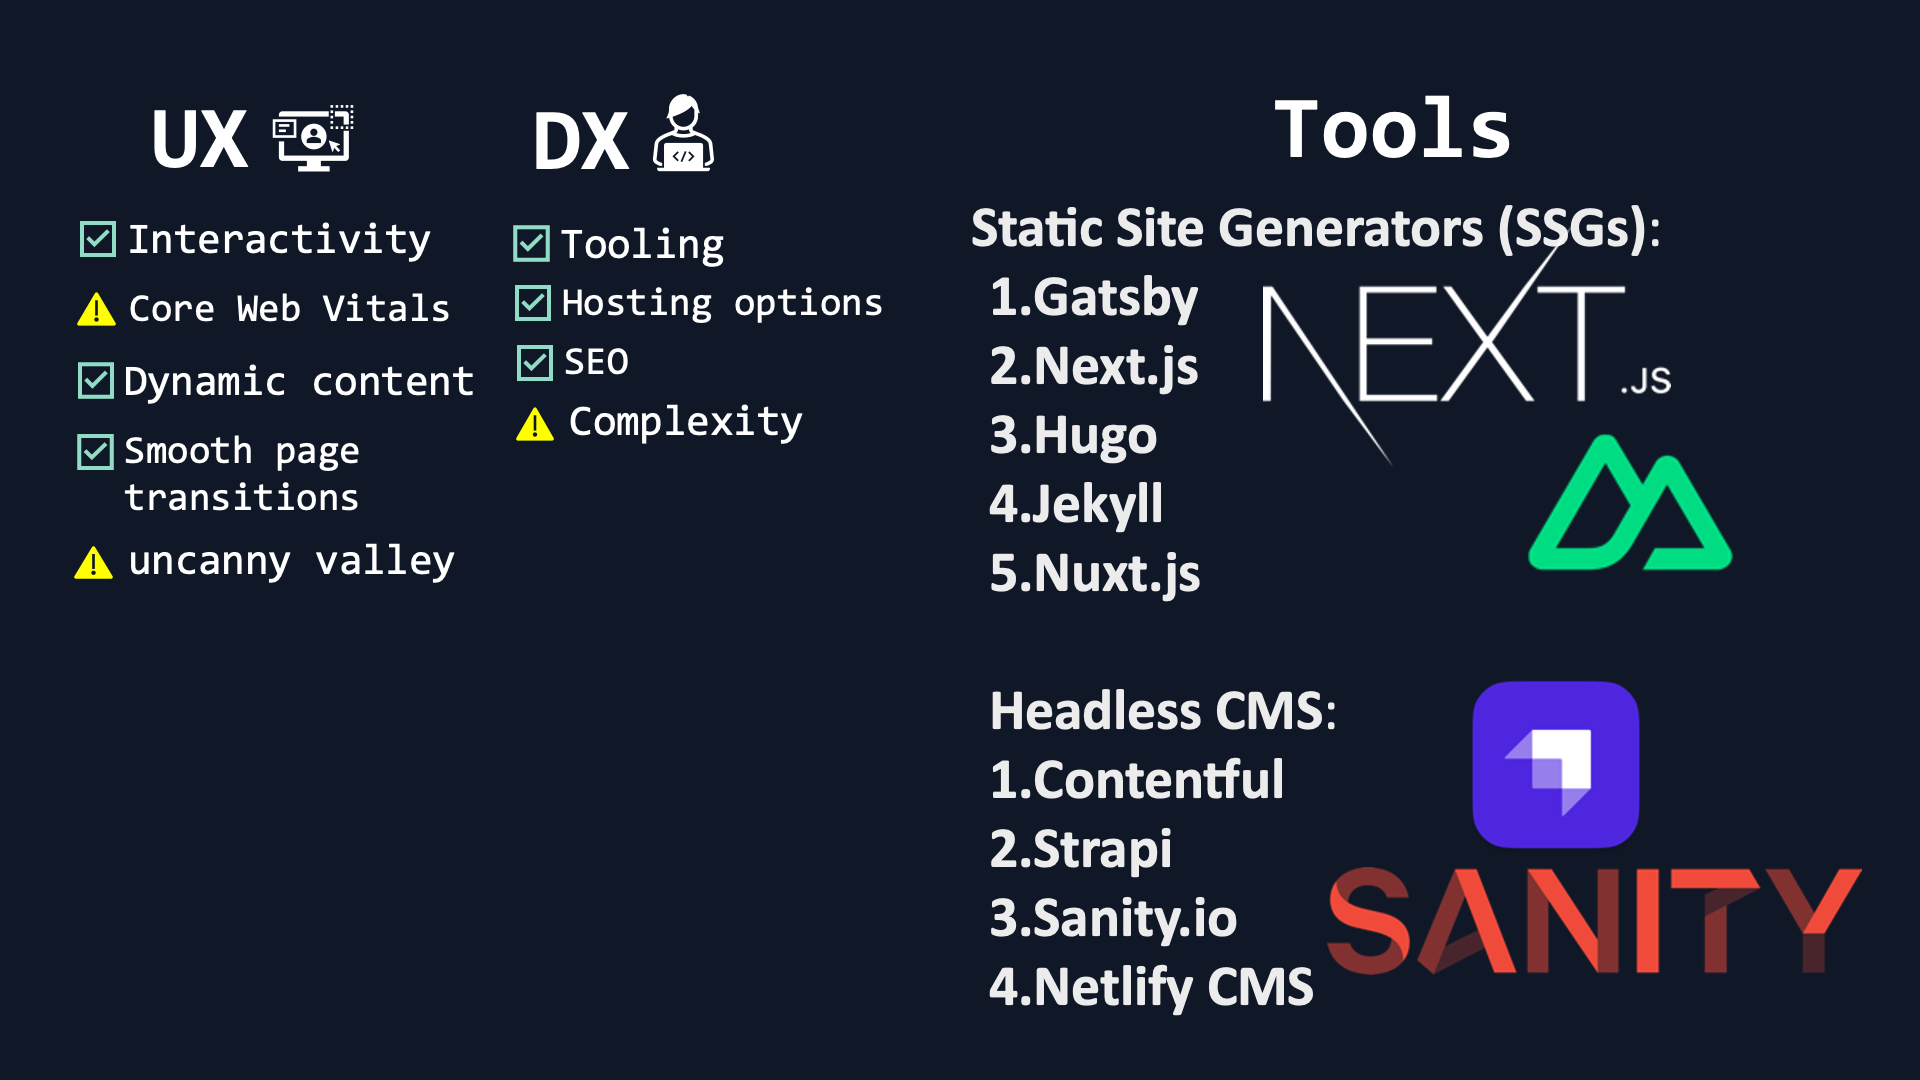 UX
Interactivity
Core Web Vitals
Dynamic content
Smooth page
transitions
uncanny valley
DX
</>
Tooling
Hosting options
SEO
Complexity
Tools
Static Site Generators (SSGs):
1.Gatsby
2.Next.js
3.Hugo
4.Jekyll
5.Nuxt.js
NEXT.JS
Headless CMS:
1.Contentful
2.Strapi
3.Sanity.io
4.Netlify CMS
SANITY